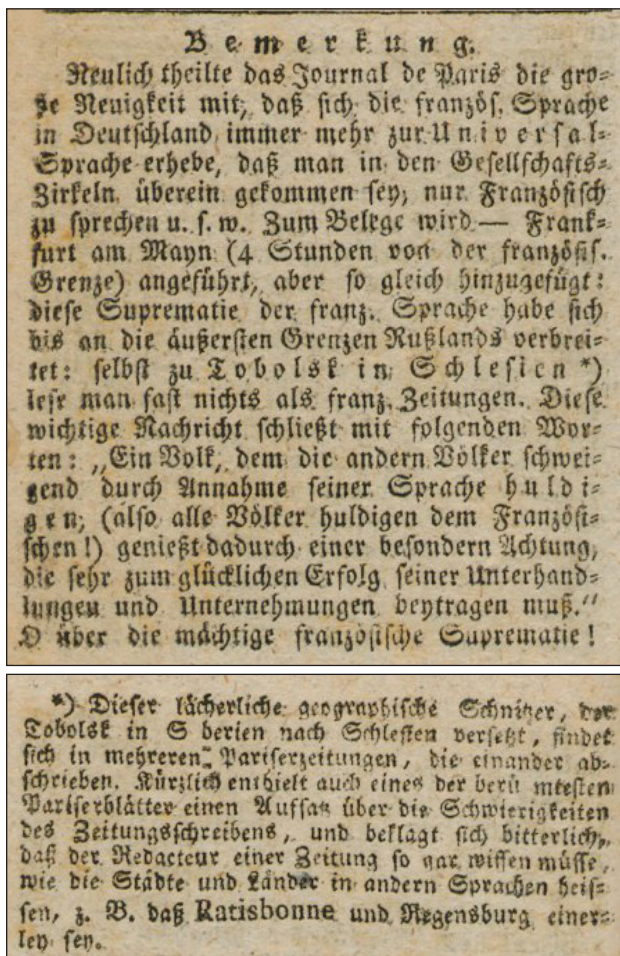 Bemerkung.
Neulich theilte das Journal de Paris die gro=
ße Neuigkeit mit, daß sich die französ. Sprache
in Deutschland immer mehr zur Universal=
Sprache erhebe, daß man in den Gesellschafts=
Zirkeln überein gekommen sey, nur Französisch
zu sprechen u. s. w. Zum Belege wird — Frank=
furt am Mayn (4 Stunden von der französis.
Grenze) angeführt, aber so gleich hinzugefügt:
diese Suprematie der franz. Sprache habe sich
bis an die äußersten Grenzen Rußlands verbrei=
tet: selbst zu Tobolsk in Schlesien *)
lese man fast nichts als franz. Zeitungen. Diese
wichtige Nachricht schließt mit folgenden Wor=
ten: „Ein Volk, dem die andern Völker schwei=
gend durch Annahme seiner Sprache huldi=
gen, (also alle Völker huldigen dem Französi=
schen!) genießt dadurch einer besondern Achtung,
die sehr zum glücklichen Erfolg seiner Unterhand=
lungen und Unternehmungen beytragen muß.“
O über die mächtige französische Suprematie!
*) Dieser lächerliche geographische Schnitzer, der
Tobolsk in S berien nach Schlesien versetzt, findet
sich in mehreren Pariserzeitungen, die einander ab=
schrieben. Kürzlich enthielt auch eines der berü mtesten
Pariserblätter einen Aufsatz über die Schwierigkeiten
des Zeitungsschreibens, und beklagt sich bitterlich,
daß der Redacteur einer Zeitung so gar wissen müsse,
wie die Städte und Länder in andern Sprachen heis=
sen, z. B. daß Ratisbonne und Regensburg einer=
ley sey.